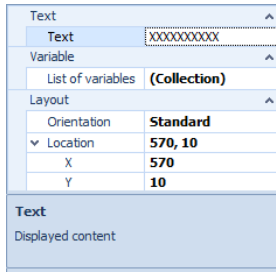 Text
Text XXXXXXXXXX
Variable
List of variables (Collection)
Layout
Orientation Standard
Location 570, 10
X 570
Y 10
Text
Displayed content